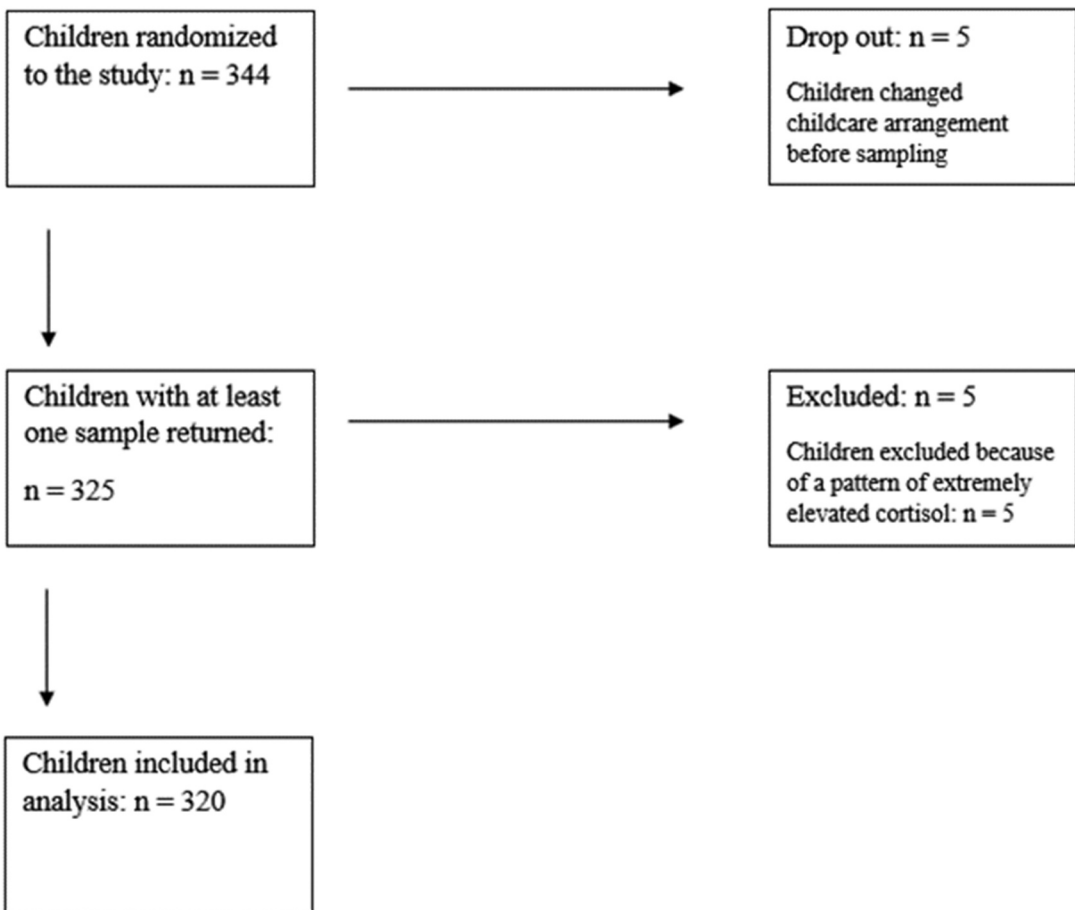 Children randomized
to the study: n = 344
Drop out: n = 5
Children changed
childcare arrangement
before sampling
Children with at least
one sample returned:
n = 325
Excluded: n = 5
Children excluded because
of a pattern of extremely
elevated cortisol: n = 5
Children included in
analysis: n = 320